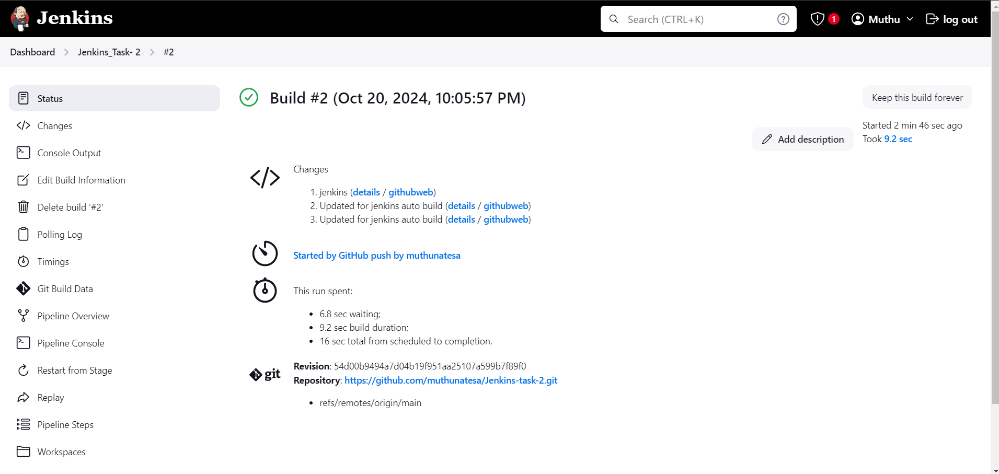 Jenkins
Search (CTRL+K)
1
Muthu
log out
Dashboard
Jenkins_Task- 2
#2
Status
Changes
Console Output
Edit Build Information
Delete build ‘#2’
Polling Log
Timings
Git Build Data
Pipeline Overview
Pipeline Console
Restart from Stage
Replay
Pipeline Steps
Workspaces
Build #2 (Oct 20, 2024, 10:05:57 PM)
Keep this build forever
Add description
Started 2 min 46 sec ago
Took 9.2 sec
Changes
1. jenkins (details / githubweb)
2. Updated for jenkins auto build (details / githubweb)
3. Updated for jenkins auto build (details / githubweb)
Started by GitHub push by muthunatesa
This run spent:
• 6.8 sec waiting;
• 9.2 sec build duration;
• 16 sec total from scheduled to completion.
git
Revision: 54d00b9494a7d04b19f951aa25107a599b7f89f0
Repository: https://github.com/muthunatesa/Jenkins-task-2.git
• refs/remotes/origin/main